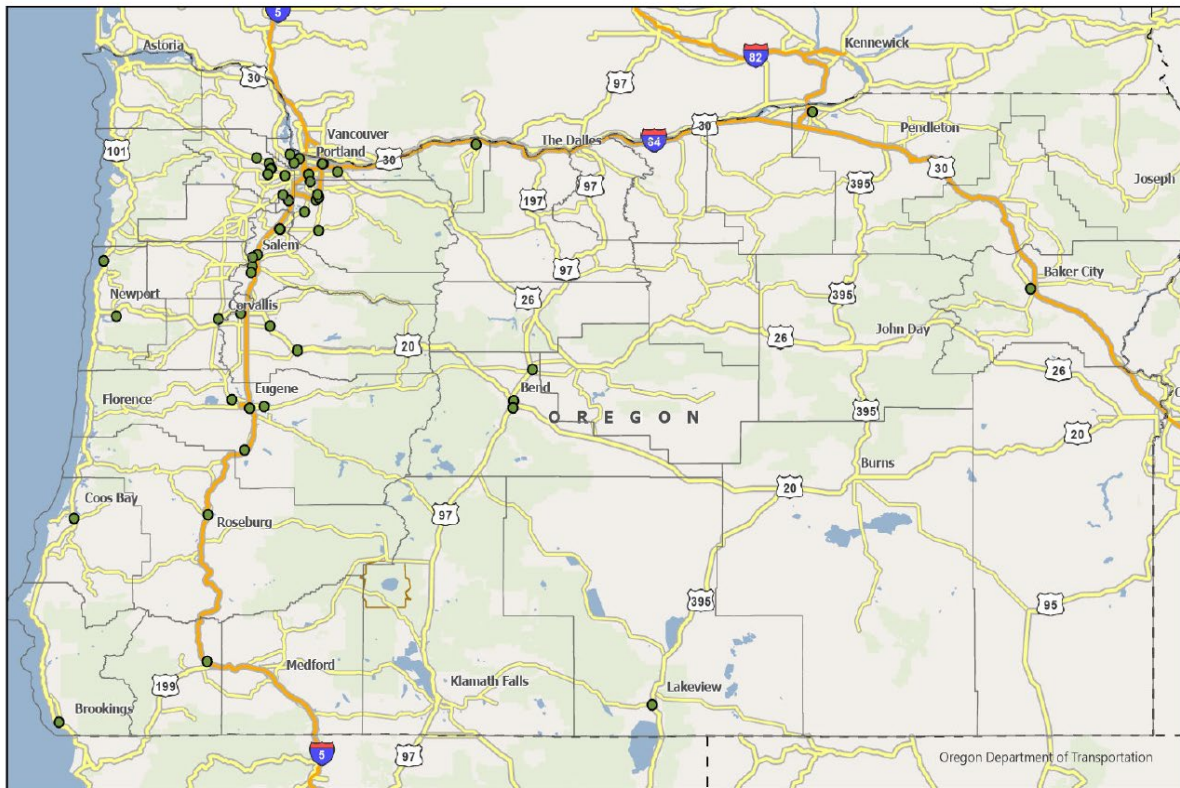 5
Astoria
Kennewick
82
30
97
Vancouver
Portland
The Dalles
84
30
Pendleton
101
30
30
395
Joseph
97
197
Salem
97
Baker City
Newport
26
395
Corvallis
John Day
20
26
26
Eugene
Bend
Florence
OREGON
395
20
Burns
Coos Bay
20
Roseburg
97
395
95
Medford
199
Klamath Falls
Lakeview
Brookings
5
97
Oregon Department of Transportation